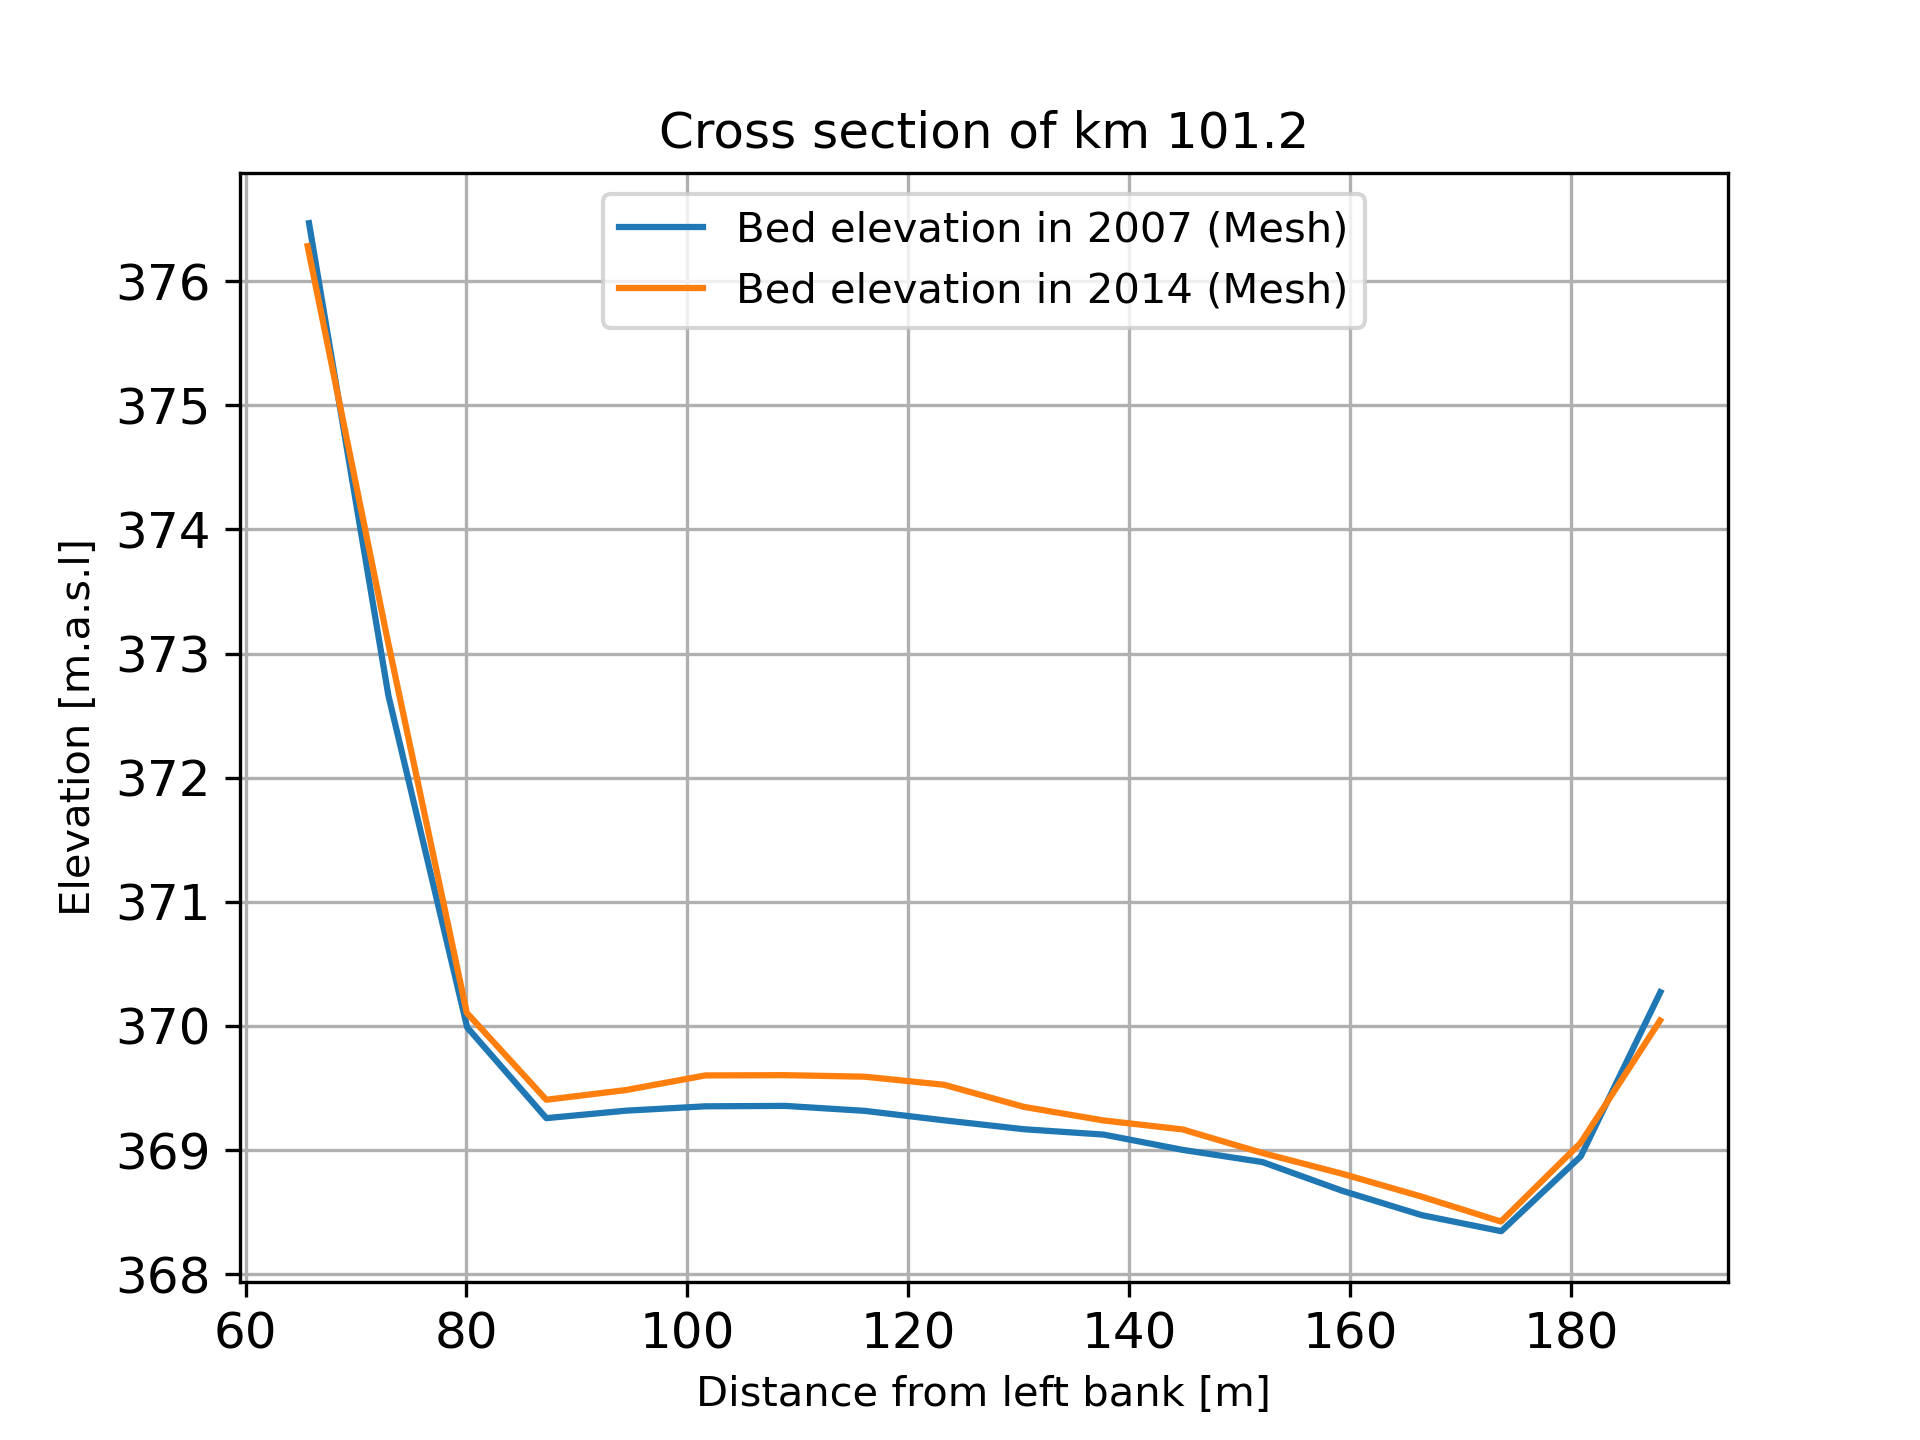 Cross section of km 101.2
Bed elevation in 2007 (Mesh)
Bed elevation in 2014 (Mesh)
Elevation [m.a.s.l]
376
375
374
373
372
371
370
369
368
60 80 100 120 140 160 180
Distance from left bank [m]